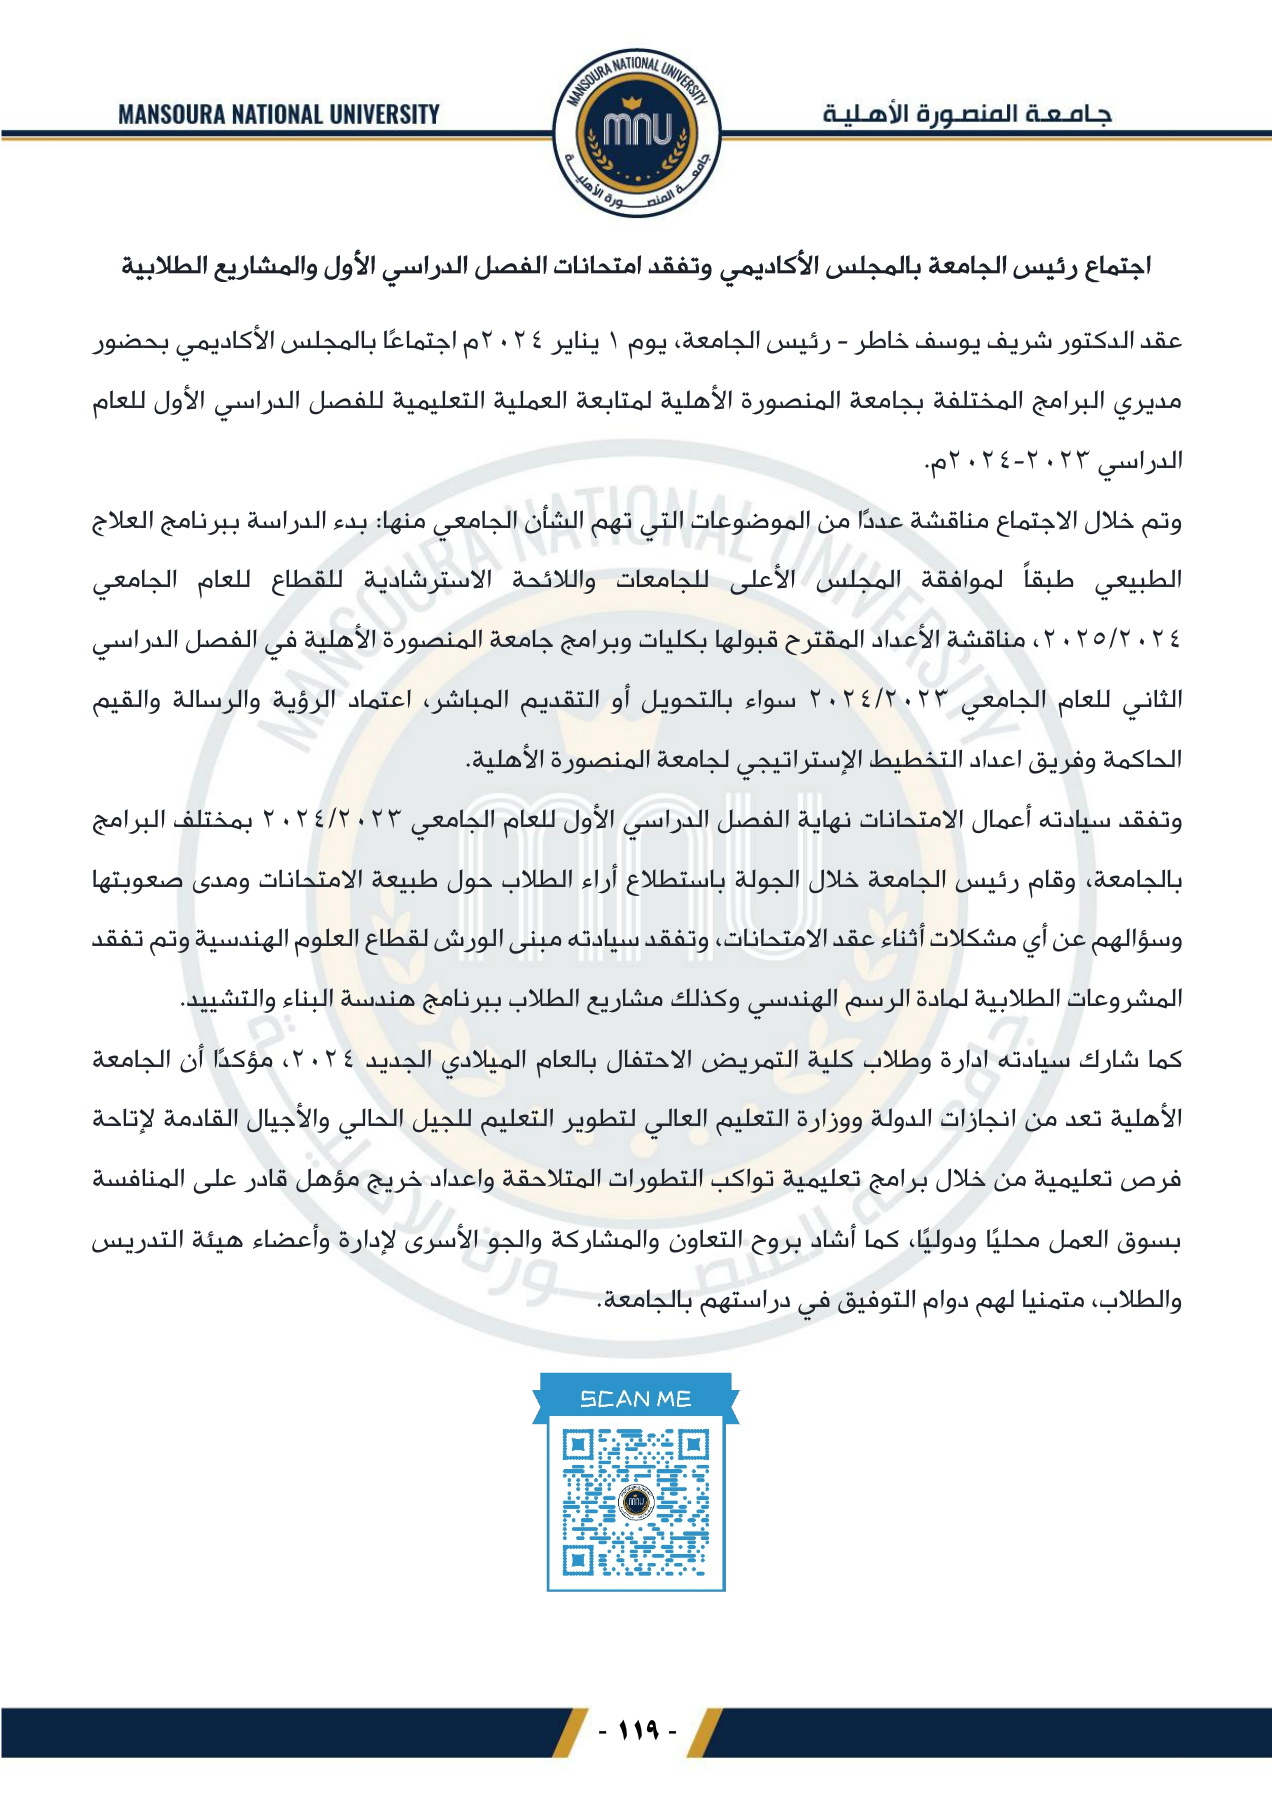 MANSOURA NATIONAL UNIVERSITY
MANSOURA NATIONAL UNIVERSITY
mnu
جامعـة المنصــورة الأهليــة
جـامـعـة المنصـورة الأهـليـة
اجتماع رئيس الجامعة بالمجلس الأكاديمي وتفقد امتحانات الفصل الدراسي الأول والمشاريع الطلابية
عقد الدكتور شريف يوسف خاطر - رئيس الجامعة، يوم ١ يناير ٢٠٢٤م اجتماعًا بالمجلس الأكاديمي بحضور
مديري البرامج المختلفة بجامعة المنصورة الأهلية لمتابعة العملية التعليمية للفصل الدراسي الأول للعام
الدراسي ٢٠٢٣-٢٠٢٤م.
وتم خلال الاجتماع مناقشة عددًا من الموضوعات التي تهم الشأن الجامعي منها: بدء الدراسة ببرنامج العلاج
الطبيعي طبقاً لموافقة المجلس الأعلى للجامعات واللائحة الاسترشادية للقطاع للعام الجامعي
٢٠٢٥/٢٠٢٤، مناقشة الأعداد المقترح قبولها بكليات وبرامج جامعة المنصورة الأهلية في الفصل الدراسي
الثاني للعام الجامعي ٢٠٢٤/٢٠٢٣ سواء بالتحويل أو التقديم المباشر، اعتماد الرؤية والرسالة والقيم
الحاكمة وفريق اعداد التخطيط الإستراتيجي لجامعة المنصورة الأهلية.
وتفقد سيادته أعمال الامتحانات نهاية الفصل الدراسي الأول للعام الجامعي ٢٠٢٤/٢٠٢٣ بمختلف البرامج
بالجامعة، وقام رئيس الجامعة خلال الجولة باستطلاع أراء الطلاب حول طبيعة الامتحانات ومدى صعوبتها
وسؤالهم عن أي مشكلات أثناء عقد الامتحانات، وتفقد سيادته مبنى الورش لقطاع العلوم الهندسية وتم تفقد
المشروعات الطلابية لمادة الرسم الهندسي وكذلك مشاريع الطلاب ببرنامج هندسة البناء والتشييد.
كما شارك سيادته ادارة وطلاب كلية التمريض الاحتفال بالعام الميلادي الجديد ٢٠٢٤، مؤكدًا أن الجامعة
الأهلية تعد من انجازات الدولة ووزارة التعليم العالي لتطوير التعليم للجيل الحالي والأجيال القادمة لإتاحة
فرص تعليمية من خلال برامج تعليمية تواكب التطورات المتلاحقة واعداد خريج مؤهل قادر على المنافسة
بسوق العمل محليًا ودوليًا، كما أشاد بروح التعاون والمشاركة والجو الأسرى لإدارة وأعضاء هيئة التدريس
والطلاب، متمنيا لهم دوام التوفيق في دراستهم بالجامعة.
SCAN ME
- ١١٩ -